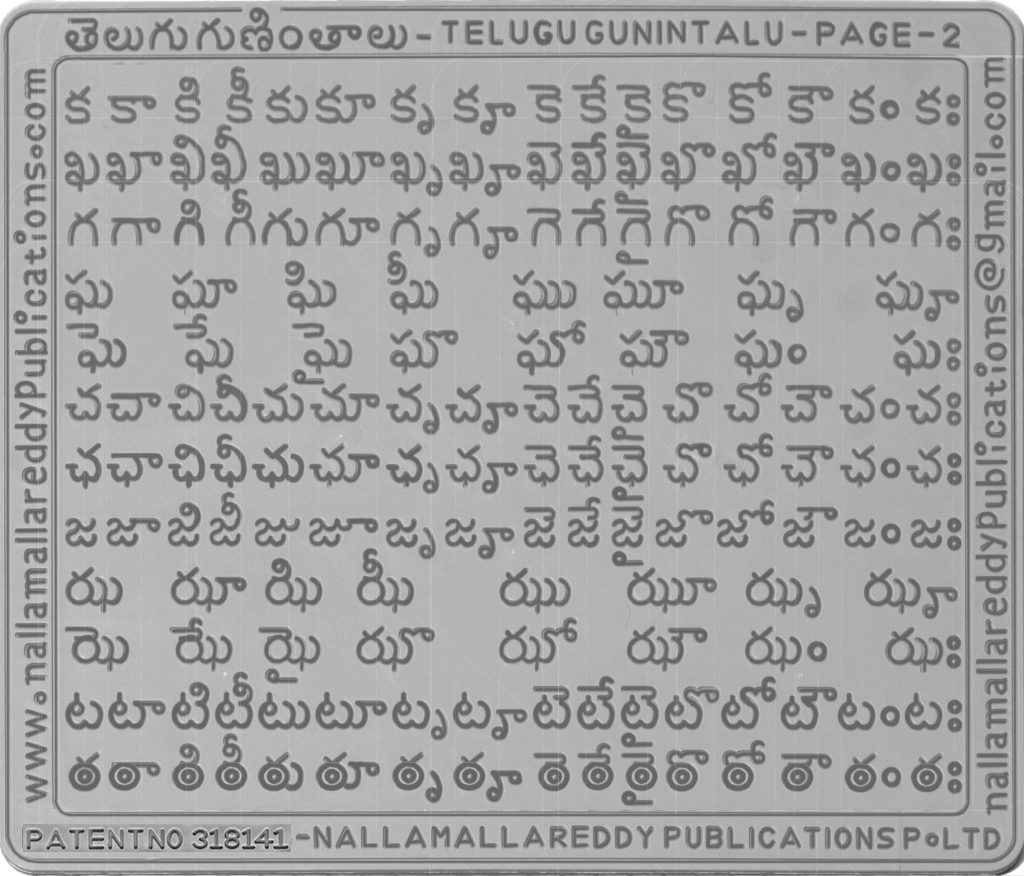 తెలుగు గుణింతాలు - TELUGU GUNINTALU - PAGE - 2
www.nallamallareddyPublications.com
క కా కి కీ కు కూ కృ కౄ కె కే కై కొ కో కౌ కం కః
ఖ ఖా ఖి ఖీ ఖు ఖూ ఖృ ఖౄ ఖె ఖే ఖై ఖొ ఖో ఖౌ ఖం ఖః
గ గా గి గీ గు గూ గృ గౄ గె గే గై గొ గో గౌ గం గః
ఘ ఘా ఘి ఘీ ఘు ఘూ ఘృ ఘౄ
ఘె ఘే ఘై ఘొ ఘో ఘౌ ఘం ఘః
చ చా చి చీ చు చూ చృ చౄ చె చే చై చొ చో చౌ చం చః
ఛ ఛా ఛి ఛీ ఛు ఛూ ఛృ ఛౄ ఛె ఛే ఛై ఛొ ఛో ఛౌ ఛం ఛః
జ జా జి జీ జు జూ జృ జౄ జె జే జై జొ జో జౌ జం జః
ఝ ఝా ఝి ఝీ ఝు ఝూ ఝృ ఝౄ
ఝె ఝే ఝై ఝొ ఝో ఝౌ ఝం ఝః
ట టా టి టీ టు టూ టృ టౄ టె టే టై టొ టో టౌ టం టః
ఠ ఠా ఠి ఠీ ఠు ఠూ ఠృ ఠౄ ఠె ఠే ఠై ఠొ ఠో ఠౌ ఠం ఠః
nallamallareddyPublications@gmail.com
PATENT NO 318141 - NALLAMALLAREDDY PUBLICATIONS P.LTD